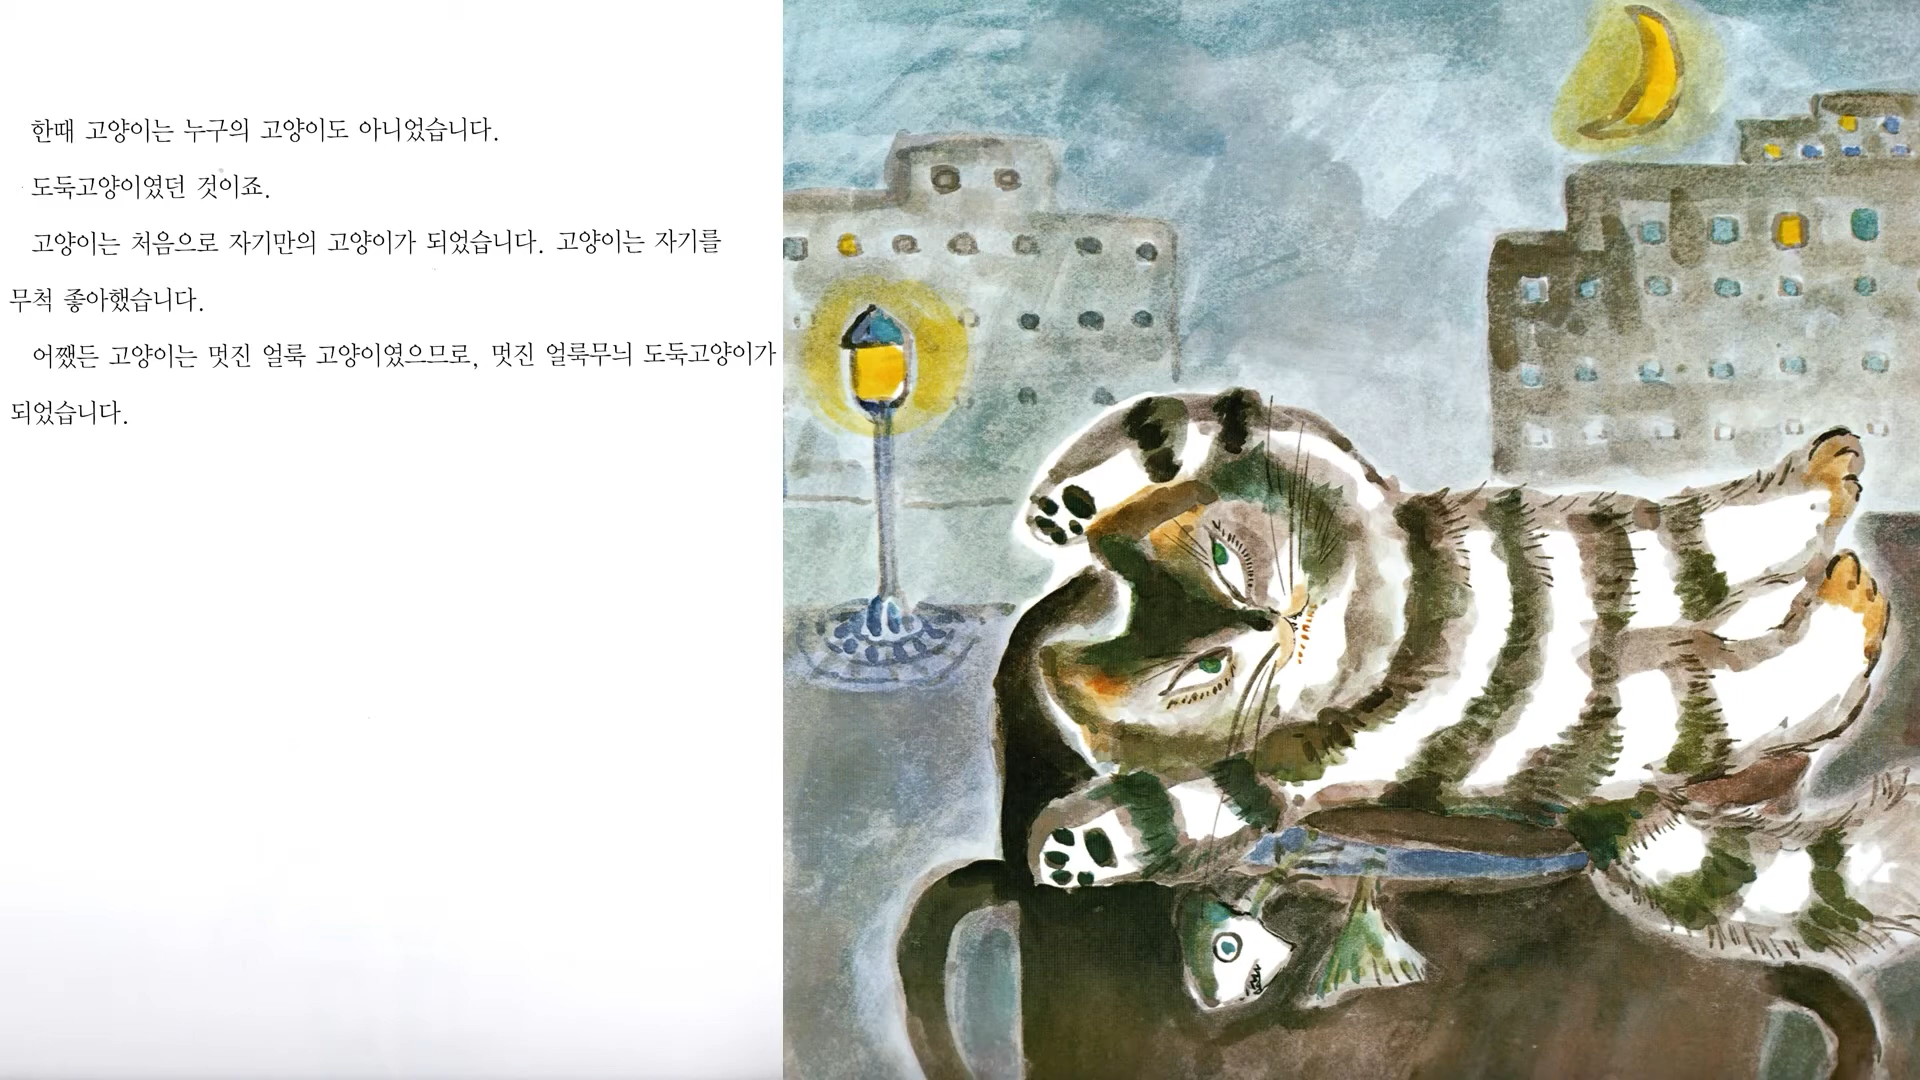 한때 고양이는 누구의 고양이도 아니었습니다.
도둑고양이였던 것이죠.
고양이는 처음으로 자기만의 고양이가 되었습니다. 고양이는 자기를
무척 좋아했습니다.
어쨌든 고양이는 멋진 얼룩 고양이였으므로, 멋진 얼룩무늬 도둑고양이가
되었습니다.